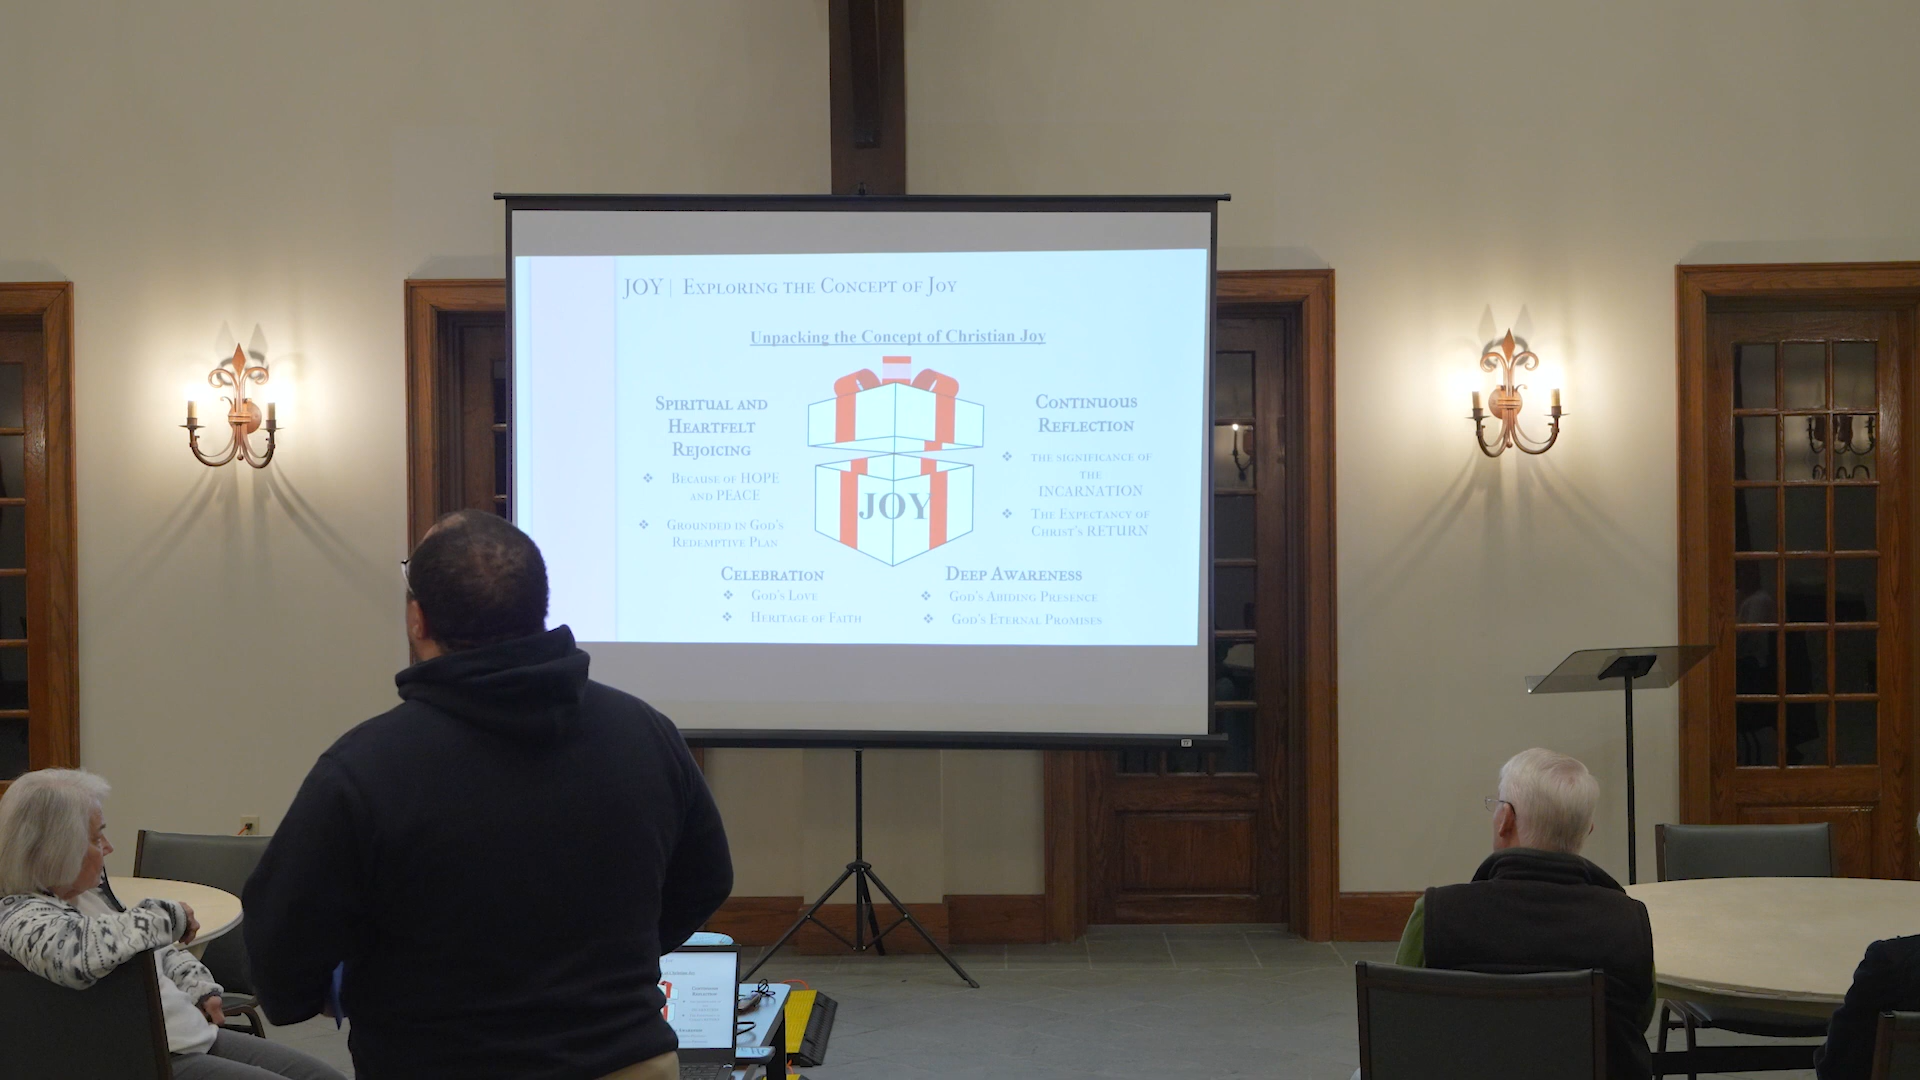 JOY | EXPLORING THE CONCEPT OF JOY
Unpacking the Concept of Christian Joy
SPIRITUAL AND
HEARTFELT
REJOICING
❖ BECAUSE OF HOPE
AND PEACE
❖ GROUNDED IN GOD'S
REDEMPTIVE PLAN
JOY
CONTINUOUS
REFLECTION
❖ THE SIGNIFICANCE OF
THE
INCARNATION
❖ THE EXPECTANCY OF
CHRIST'S RETURN
CELEBRATION
❖ GOD'S LOVE
❖ HERITAGE OF FAITH
DEEP AWARENESS
❖ GOD'S ABIDING PRESENCE
❖ GOD'S ETERNAL PROMISES
CONTINUOUS
REFLECTION